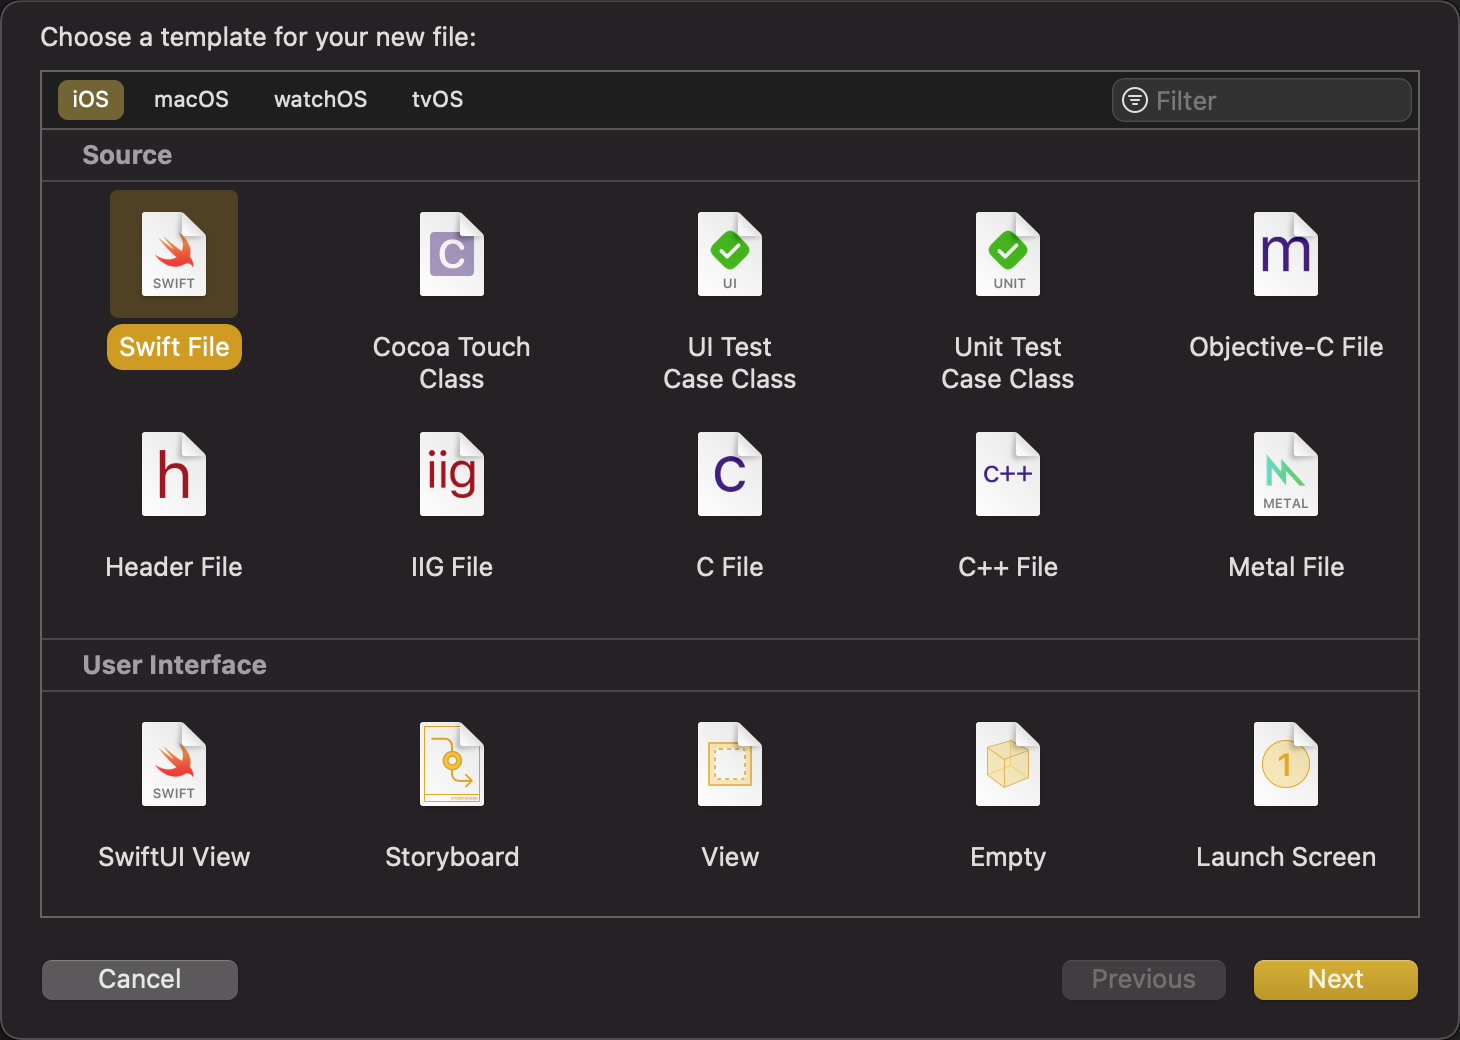 Choose a template for your new file:
iOS macOS watchOS tvOS Filter
Source
SWIFT C UI UNIT m
Swift File Cocoa Touch Class UI Test Case Class Unit Test Case Class Objective-C File
h iig C C++ METAL
Header File IIG File C File C++ File Metal File
User Interface
SWIFT 1
SwiftUI View Storyboard View Empty Launch Screen
Cancel Previous Next